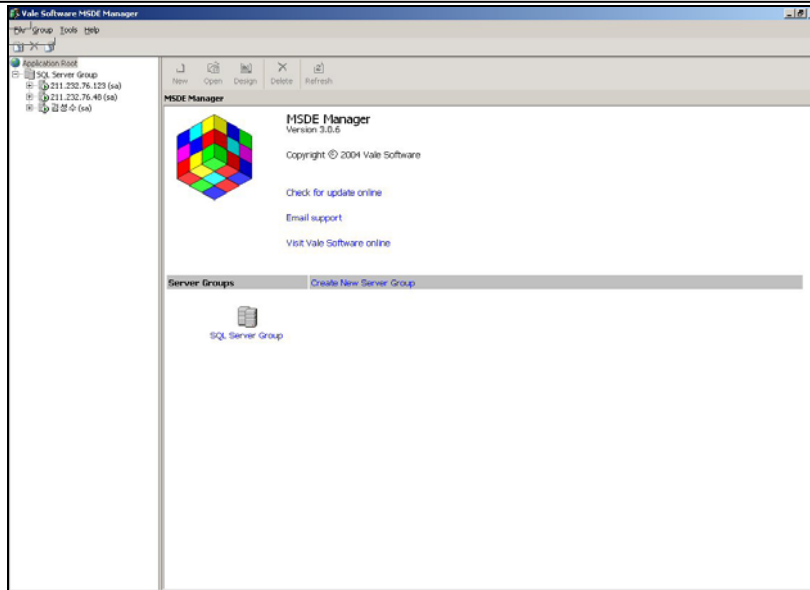 Vale Software MSDE Manager
File Group Tools Help
Application Root
SQL Server Group
211.232.76.123 (sa)
211.232.76.48 (sa)
김성수 (sa)
New Open Design Delete Refresh
MSDE Manager
MSDE Manager
Version 3.0.6
Copyright © 2004 Vale Software
Check for update online
Email support
Visit Vale Software online
Server Groups Create New Server Group
SQL Server Group